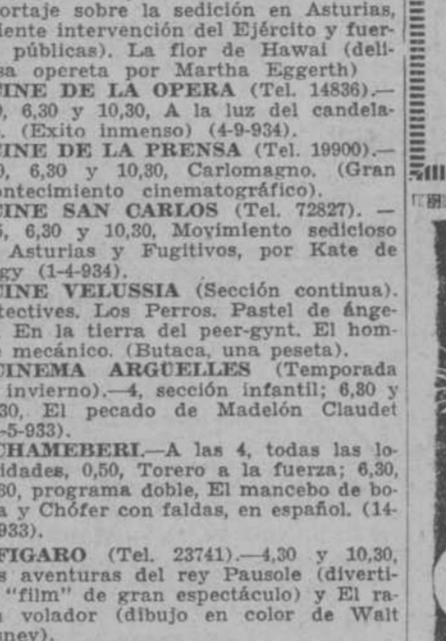 ortaje sobre la sedición en Asturias,
iente intervención del Ejército y fuer-
públicas). La flor de Hawai (deli-
sa opereta por Martha Eggerth)
CINE DE LA OPERA (Tel. 14836).—
, 6,30 y 10,30, A la luz del candela-
. (Exito inmenso) (4-9-934).
CINE DE LA PRENSA (Tel. 19900).—
0, 6,30 y 10,30, Carlomagno. (Gran
ontecimiento cinematográfico).
CINE SAN CARLOS (Tel. 72827). —
, 6,30 y 10,30, Movimiento sedicioso
Asturias y Fugitivos, por Kate de
gy (1-4-934).
CINE VELUSSIA (Sección continua).
tectives. Los Perros. Pastel de ánge-
. En la tierra del peer-gynt. El hom-
e mecánico. (Butaca, una peseta).
CINEMA ARGÜELLES (Temporada
invierno).—4, sección infantil; 6,30 y
30, El pecado de Madelón Claudet
-5-933).
CHAMEBERI.—A las 4, todas las lo-
idades, 0,50, Torero a la fuerza; 6,30,
30, programa doble, El mancebo de bo-
a y Chófer con faldas, en español. (14-
933).
FIGARO (Tel. 23741).—4,30 y 10,30,
s aventuras del rey Pausole (diverti-
"film" de gran espectáculo) y El ra-
volador (dibujo en color de Walt
sney).